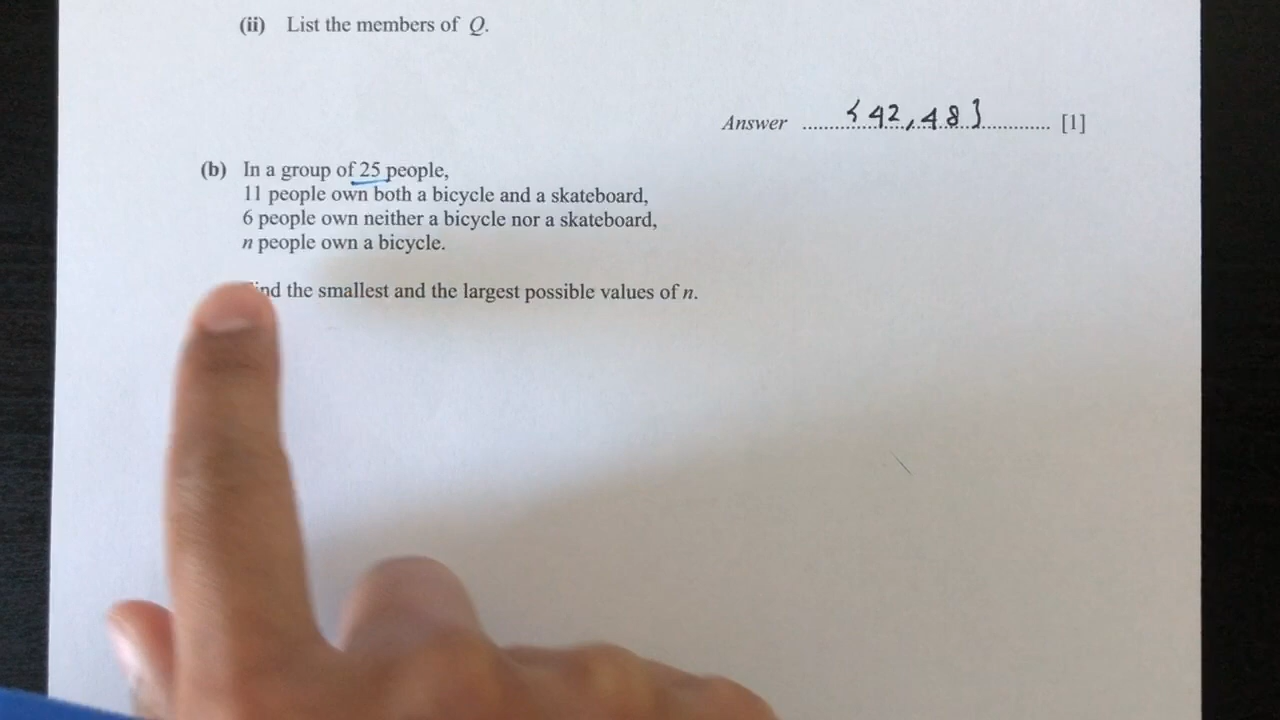 (ii) List the members of Q.
Answer {42,48} [1]
(b) In a group of 25 people,
11 people own both a bicycle and a skateboard,
6 people own neither a bicycle nor a skateboard,
n people own a bicycle.
the smallest and the largest possible values of n.